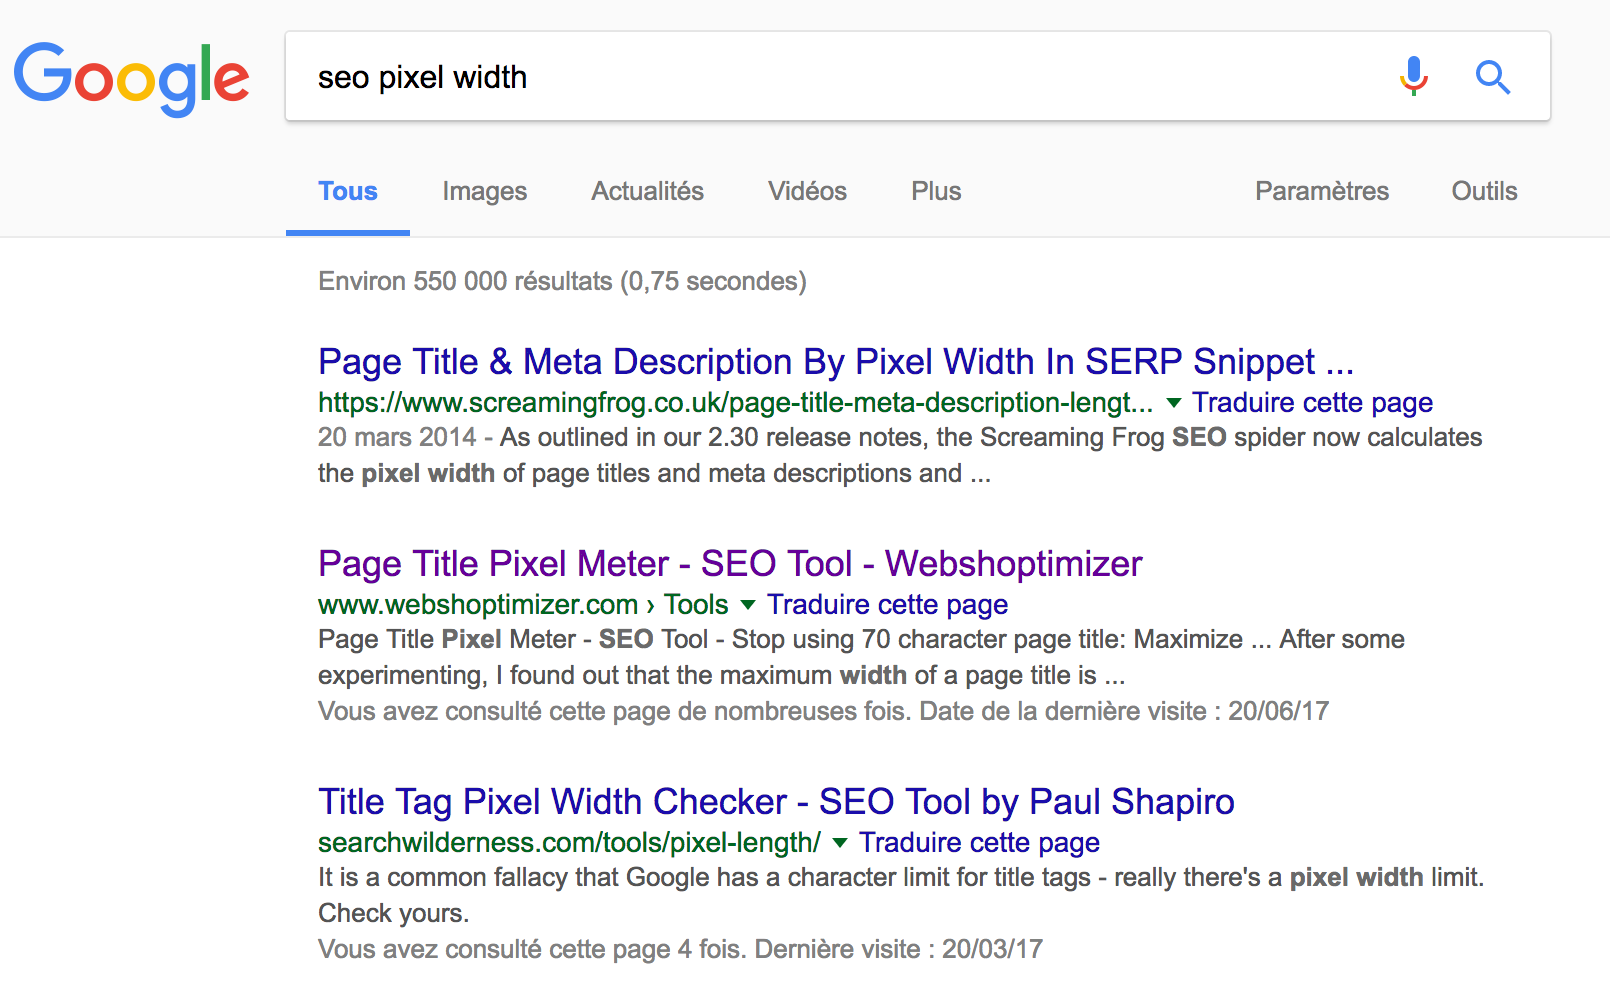 Google
seo pixel width
Tous Images Actualités Vidéos Plus Paramètres Outils
Environ 550 000 résultats (0,75 secondes)
Page Title & Meta Description By Pixel Width In SERP Snippet ...
https://www.screamingfrog.co.uk/page-title-meta-description-lengt... ▼ Traduire cette page
20 mars 2014 - As outlined in our 2.30 release notes, the Screaming Frog SEO spider now calculates
the pixel width of page titles and meta descriptions and ...
Page Title Pixel Meter - SEO Tool - Webshoptimizer
www.webshoptimizer.com › Tools ▼ Traduire cette page
Page Title Pixel Meter - SEO Tool - Stop using 70 character page title: Maximize ... After some
experimenting, I found out that the maximum width of a page title is ...
Vous avez consulté cette page de nombreuses fois. Date de la dernière visite : 20/06/17
Title Tag Pixel Width Checker - SEO Tool by Paul Shapiro
searchwilderness.com/tools/pixel-length/ ▼ Traduire cette page
It is a common fallacy that Google has a character limit for title tags - really there's a pixel width limit.
Check yours.
Vous avez consulté cette page 4 fois. Dernière visite : 20/03/17